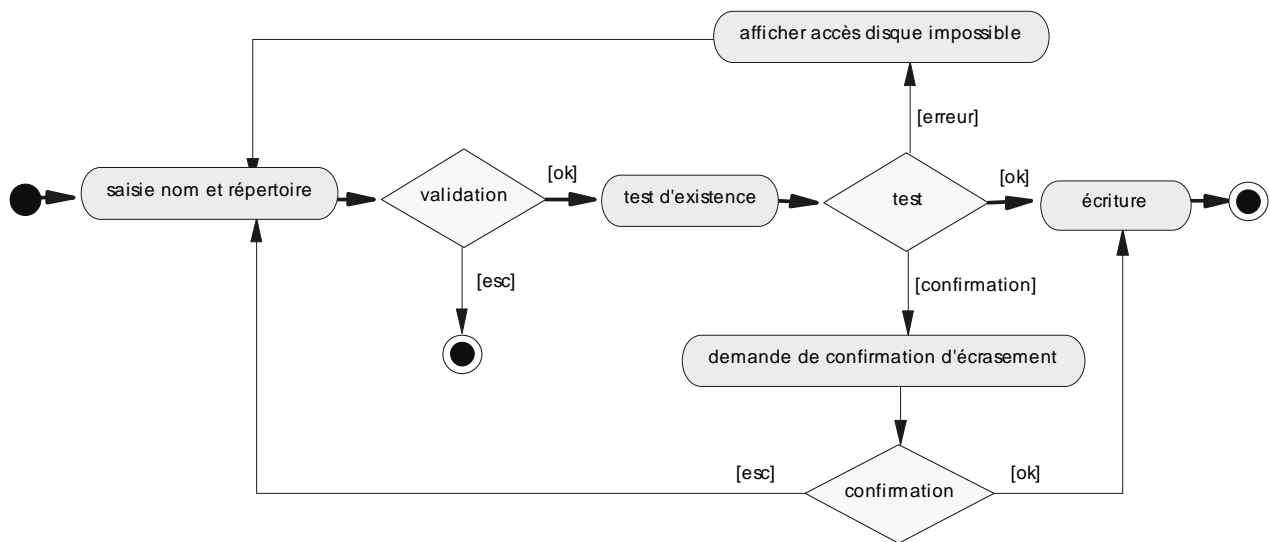 afficher accès disque impossible
[erreur]
saisie nom et répertoire
validation
[ok]
test d'existence
test
[ok]
écriture
[esc]
[confirmation]
demande de confirmation d'écrasement
[esc]
confirmation
[ok]